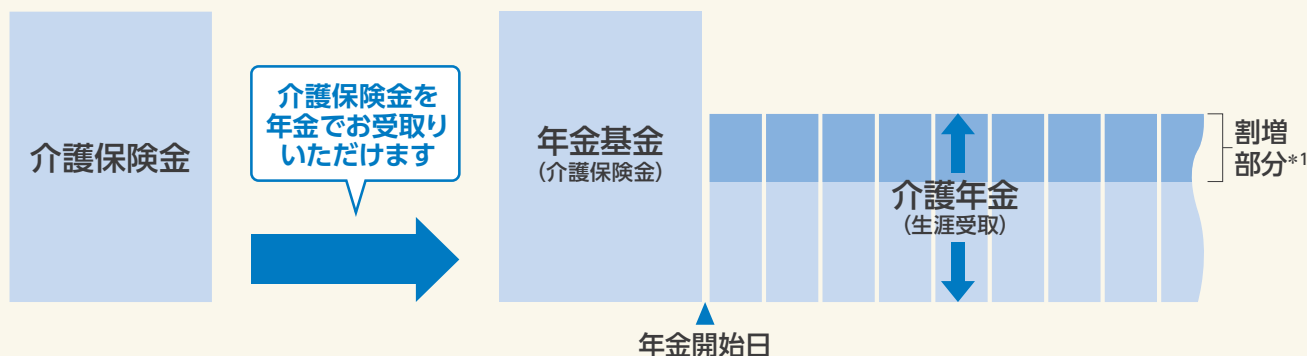 介護保険金
介護保険金を
年金でお受取り
いただけます
年金基金
(介護保険金)
介護年金
(生涯受取)
割増
部分*1
年金開始日